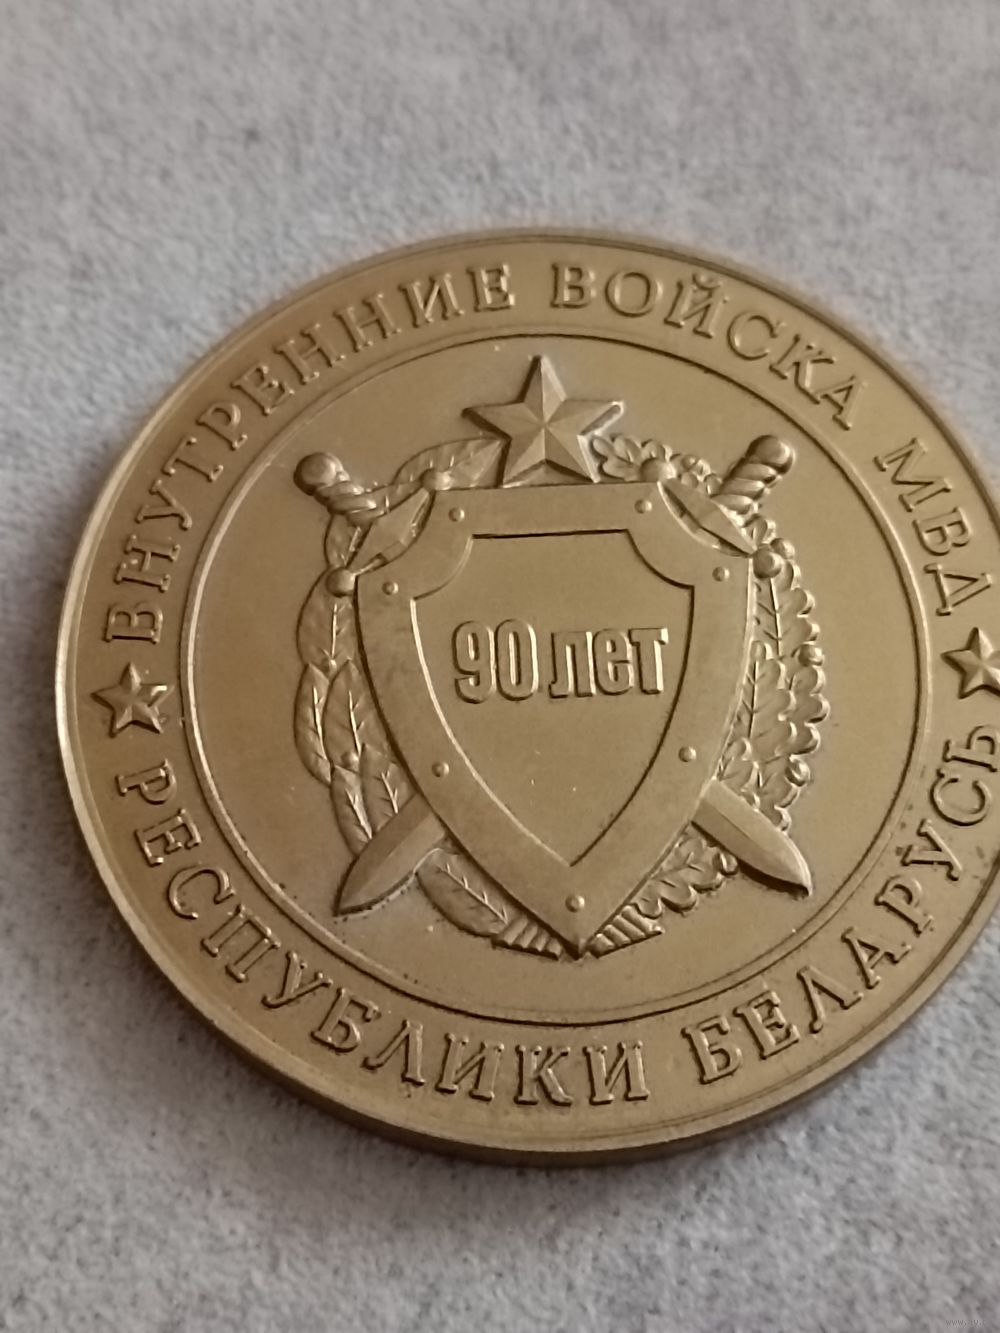 ВНУТРЕННИЕ ВОЙСКА МВД
90 лет
РЕСПУБЛИКИ БЕЛАРУСЬ